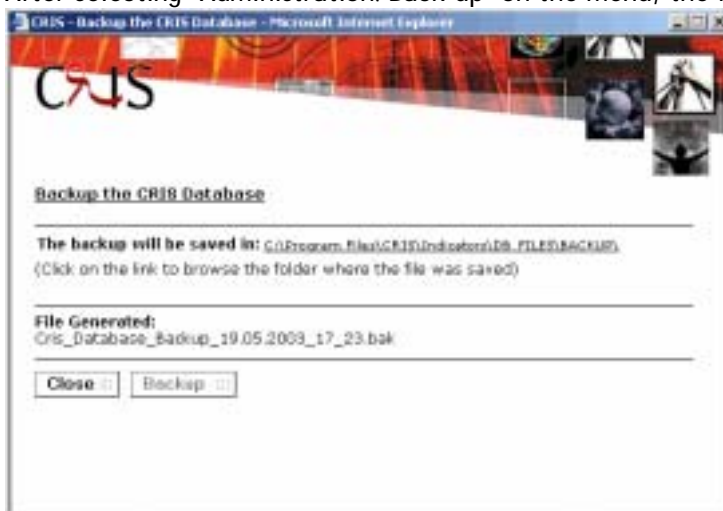 After selecting "Administration/Back up" on the menu, the
CRIS - Backup the CRIS Database - Microsoft Internet Explorer
CRIS
Backup the CRIS Database
The backup will be saved in: C:\Program Files\CRIS\Indicators\DB_FILES\BACKUP\
(Click on the link to browse the folder where the file was saved)
File Generated:
Cris_Database_Backup_19.05.2003_17_23.bak
Close
Backup